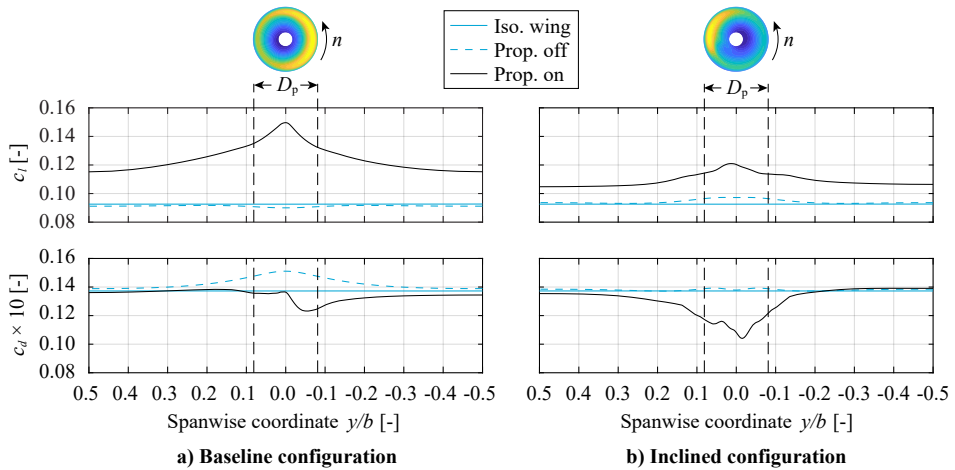 Iso. wing
Prop. off
Prop. on
n
n
D_p
D_p
0.16
0.14
0.12
0.10
0.08
c_l [-]
0.16
0.14
0.12
0.10
0.08
c_l [-]
0.16
0.14
0.12
0.10
0.08
c_d × 10 [-]
0.5 0.4 0.3 0.2 0.1 0.0 -0.1 -0.2 -0.3 -0.4 -0.5
Spanwise coordinate y/b [-]
a) Baseline configuration
0.16
0.14
0.12
0.10
0.08
c_d × 10 [-]
0.5 0.4 0.3 0.2 0.1 0.0 -0.1 -0.2 -0.3 -0.4 -0.5
Spanwise coordinate y/b [-]
b) Inclined configuration